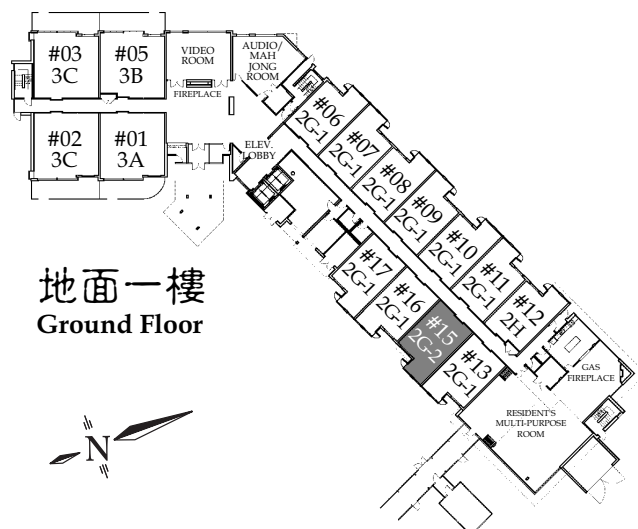 #03
3C
#05
3B
VIDEO
ROOM
FIREPLACE
AUDIO/
MAH
JONG
ROOM
#02
3C
#01
3A
ELEV.
LOBBY
#06
2G-1
#07
2G-1
#08
2G-1
#09
2G-1
#10
2G-1
#11
2G-1
#12
2H
#17
2G-1
#16
2G-1
#15
2G-2
#13
2G-1
GAS
FIREPLACE
RESIDENT'S
MULTI-PURPOSE
ROOM
地面一樓
Ground Floor
N